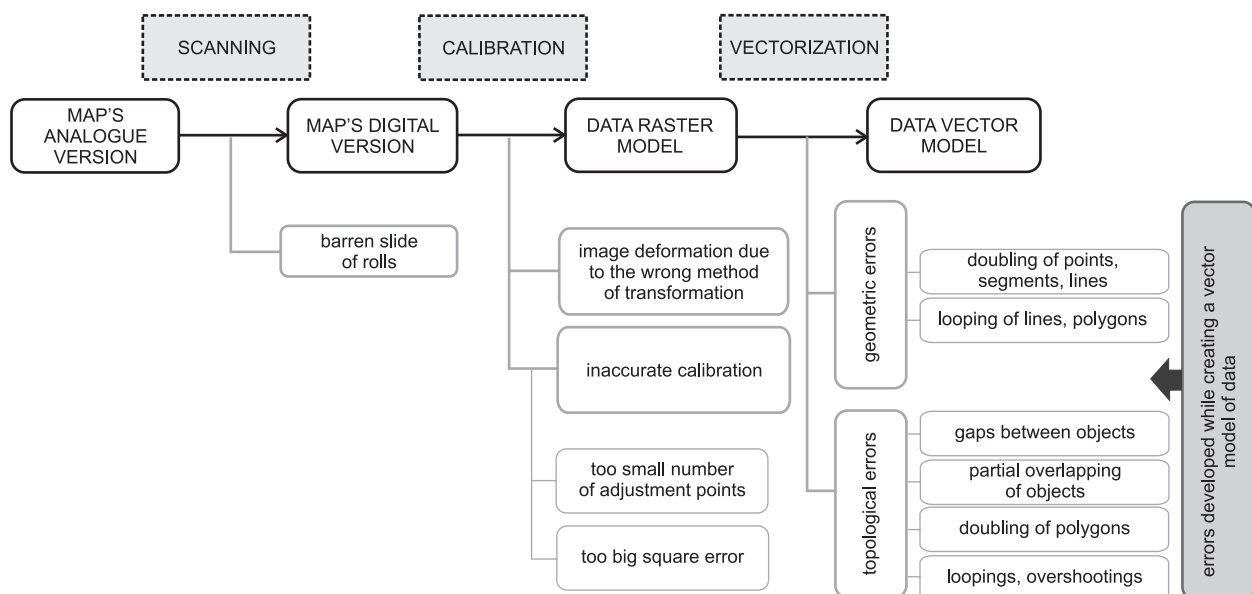 SCANNING
CALIBRATION
VECTORIZATION
MAP'S
ANALOGUE
VERSION
MAP'S DIGITAL
VERSION
DATA RASTER
MODEL
DATA VECTOR
MODEL
barren slide
of rolls
image deformation due
to the wrong method
of transformation
inaccurate calibration
too small number
of adjustment points
too big square error
geometric errors
doubling of points,
segments, lines
looping of lines, polygons
topological errors
gaps between objects
partial overlapping
of objects
doubling of polygons
loopings, overshootings
errors developed while creating a vector
model of data